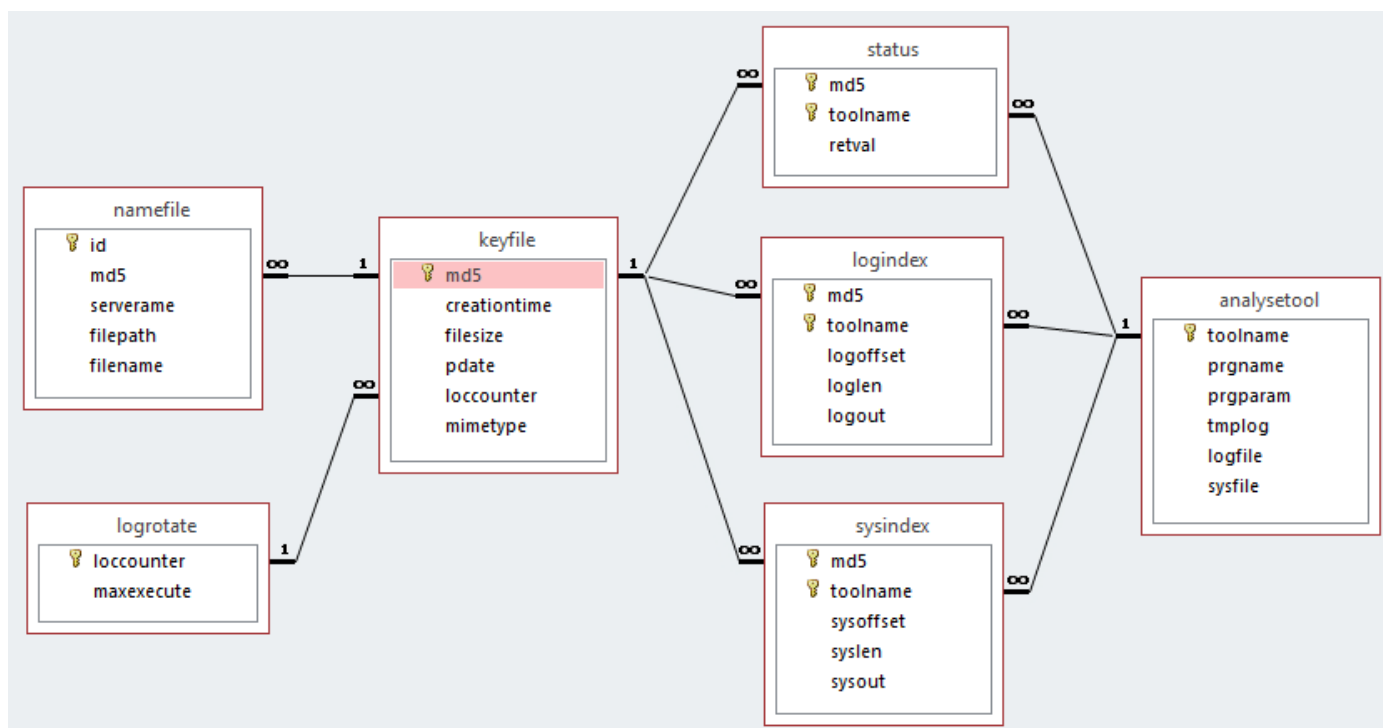 namefile
id
md5
serverame
filepath
filename
logrotate
loccounter
maxexecute
keyfile
md5
creationtime
filesize
pdate
loccounter
mimetype
status
md5
toolname
retval
logindex
md5
toolname
logoffset
loglen
logout
sysindex
md5
toolname
sysoffset
syslen
sysout
analysetool
toolname
prgname
prgparam
tmplog
logfile
sysfile
∞
1
∞
1
1
∞
∞
∞
∞
∞
∞
1